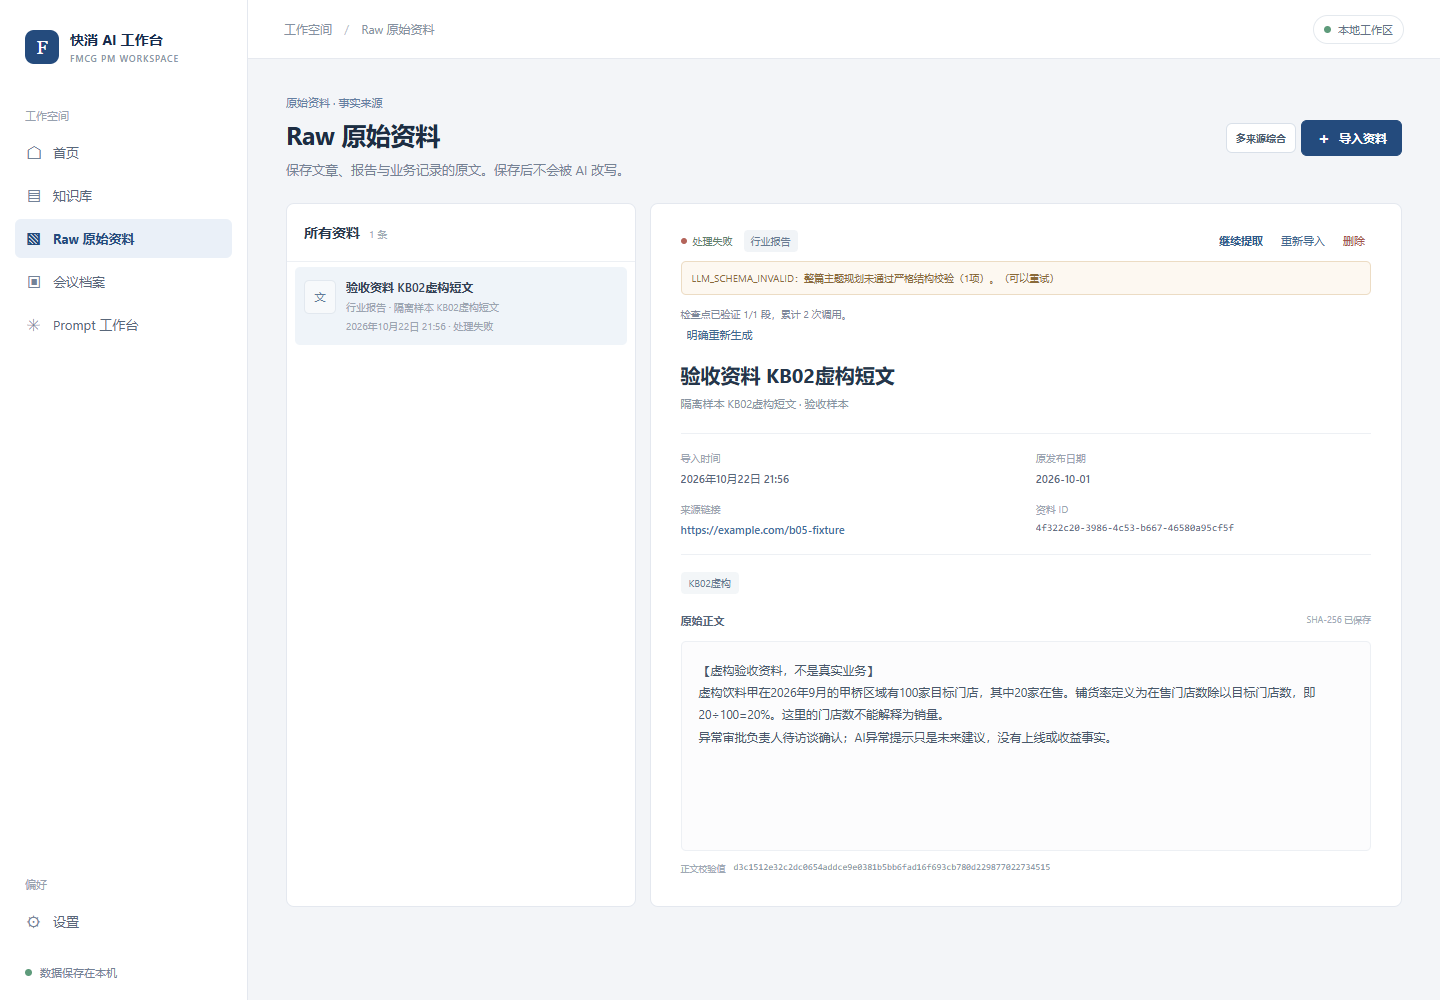 F
快消 AI 工作台
FMCG PM WORKSPACE
工作空间
首页
知识库
Raw 原始资料
会议档案
Prompt 工作台
偏好
设置
数据保存在本机
工作空间 / Raw 原始资料
本地工作区
原始资料 · 事实来源
Raw 原始资料
保存文章、报告与业务记录的原文。保存后不会被 AI 改写。
多来源综合
+ 导入资料
所有资料 1 条
文
验收资料 KB02虚构短文
行业报告 · 隔离样本 KB02虚构短文
2026年10月22日 21:56 · 处理失败
处理失败 行业报告 继续提取 重新导入 删除
LLM_SCHEMA_INVALID：整篇主题规划未通过严格结构校验（1项）。（可以重试）
检查点已验证 1/1 段，累计 2 次调用。
明确重新生成
验收资料 KB02虚构短文
隔离样本 KB02虚构短文 · 验收样本
导入时间
2026年10月22日 21:56
原发布日期
2026-10-01
来源链接
https://example.com/b05-fixture
资料 ID
4f322c20-3986-4c53-b667-46580a95cf5f
KB02虚构
原始正文 SHA-256 已保存
【虚构验收资料，不是真实业务】
虚构饮料甲在2026年9月的甲桥区域有100家目标门店，其中20家在售。铺货率定义为在售门店数除以目标门店数，即
20÷100=20%。这里的门店数不能解释为销量。
异常审批负责人待访谈确认；AI异常提示只是未来建议，没有上线或收益事实。
正文校验值 d3c1512e32c2dc0654addce9e0381b5bb6fad16f693cb780d229877022734515